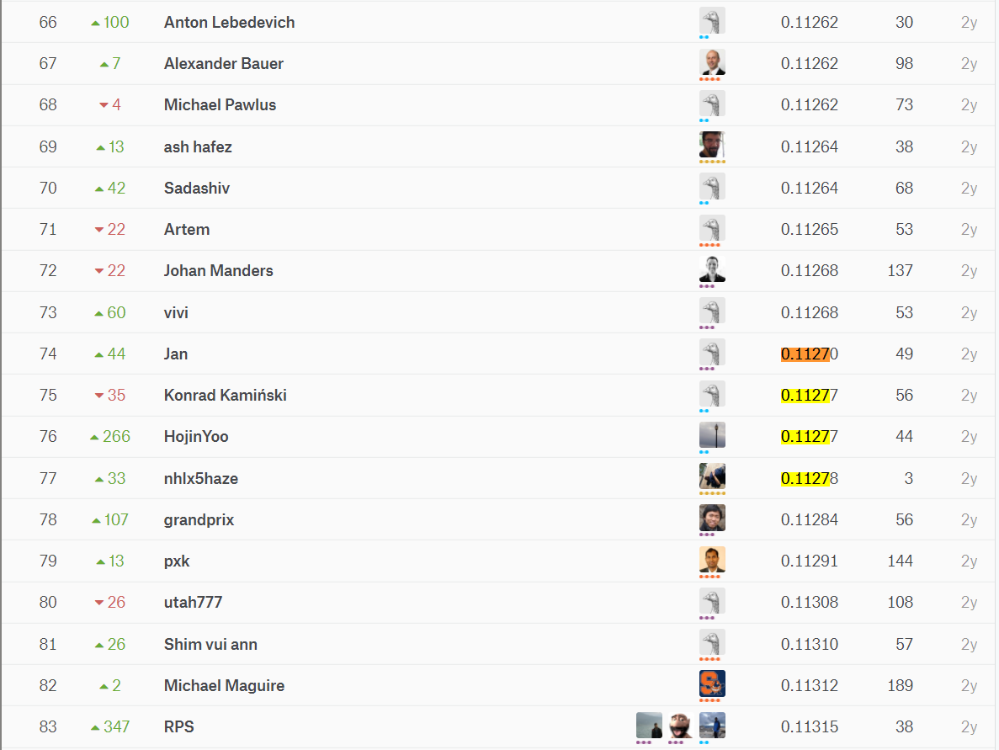 66 ▲100 Anton Lebedevich 0.11262 30 2y
67 ▲7 Alexander Bauer 0.11262 98 2y
68 ▼4 Michael Pawlus 0.11262 73 2y
69 ▲13 ash hafez 0.11264 38 2y
70 ▲42 Sadashiv 0.11264 68 2y
71 ▼22 Artem 0.11265 53 2y
72 ▼22 Johan Manders 0.11268 137 2y
73 ▲60 vivi 0.11268 53 2y
74 ▲44 Jan 0.11270 49 2y
75 ▼35 Konrad Kamiński 0.11277 56 2y
76 ▲266 HojinYoo 0.11277 44 2y
77 ▲33 nhlx5haze 0.11278 3 2y
78 ▲107 grandprix 0.11284 56 2y
79 ▲13 pxk 0.11291 144 2y
80 ▼26 utah777 0.11308 108 2y
81 ▲26 Shim vui ann 0.11310 57 2y
82 ▲2 Michael Maguire 0.11312 189 2y
83 ▲347 RPS 0.11315 38 2y